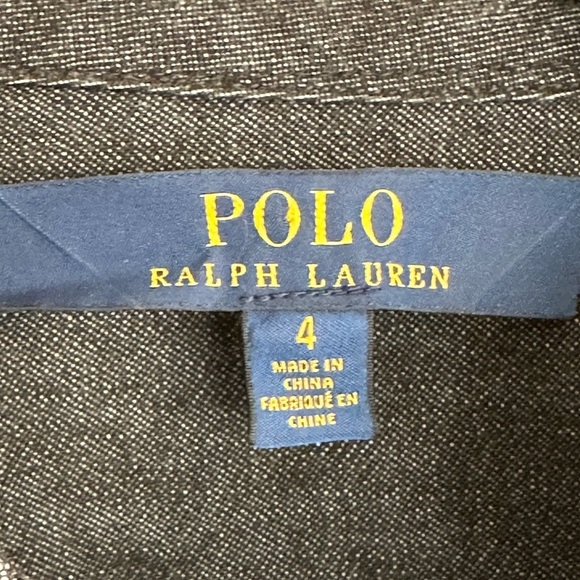 POLO
RALPH LAUREN
4
MADE IN
CHINA
FABRIQUÉ EN
CHINE